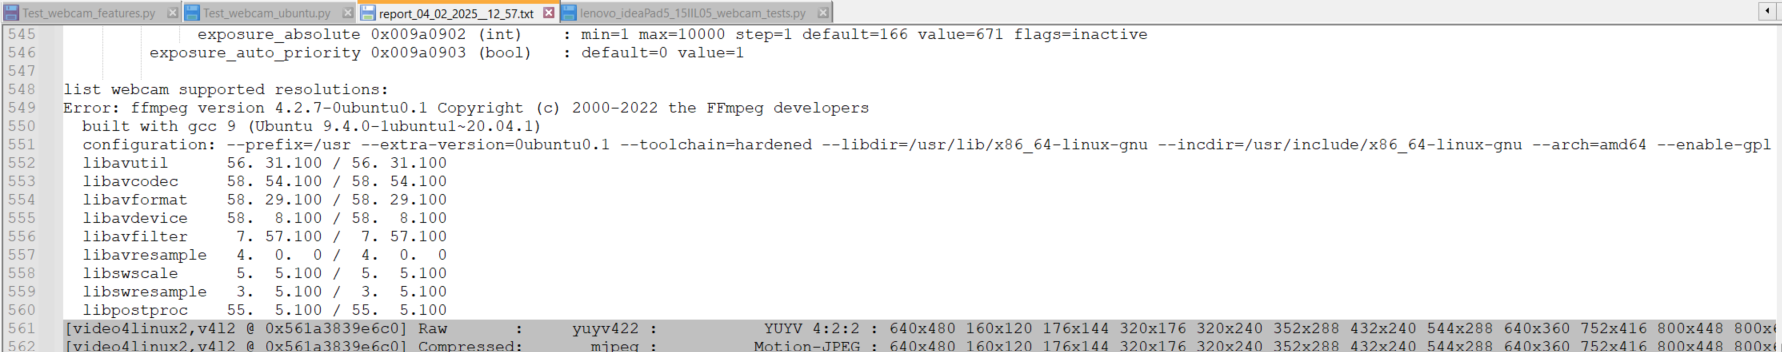 Test_webcam_features.py Test_webcam_ubuntu.py report_04_02_2025__12_57.txt lenovo_ideaPad5_15IIL05_webcam_tests.py
545 exposure_absolute 0x009a0902 (int) : min=1 max=10000 step=1 default=166 value=671 flags=inactive
546 exposure_auto_priority 0x009a0903 (bool) : default=0 value=1
547
548 list webcam supported resolutions:
549 Error: ffmpeg version 4.2.7-0ubuntu0.1 Copyright (c) 2000-2022 the FFmpeg developers
550 built with gcc 9 (Ubuntu 9.4.0-1ubuntu1~20.04.1)
551 configuration: --prefix=/usr --extra-version=0ubuntu0.1 --toolchain=hardened --libdir=/usr/lib/x86_64-linux-gnu --incdir=/usr/include/x86_64-linux-gnu --arch=amd64 --enable-gpl
552 libavutil 56. 31.100 / 56. 31.100
553 libavcodec 58. 54.100 / 58. 54.100
554 libavformat 58. 29.100 / 58. 29.100
555 libavdevice 58. 8.100 / 58. 8.100
556 libavfilter 7. 57.100 / 7. 57.100
557 libavresample 4. 0. 0 / 4. 0. 0
558 libswscale 5. 5.100 / 5. 5.100
559 libswresample 3. 5.100 / 3. 5.100
560 libpostproc 55. 5.100 / 55. 5.100
561 [video4linux2,v4l2 @ 0x561a3839e6c0] Raw : yuyv422 : YUYV 4:2:2 : 640x480 160x120 176x144 320x176 320x240 352x288 432x240 544x288 640x360 752x416 800x448
562 [video4linux2,v4l2 @ 0x561a3839e6c0] Compressed: mjpeg : Motion-JPEG : 640x480 160x120 176x144 320x176 320x240 352x288 432x240 544x288 640x360 752x416 800x448